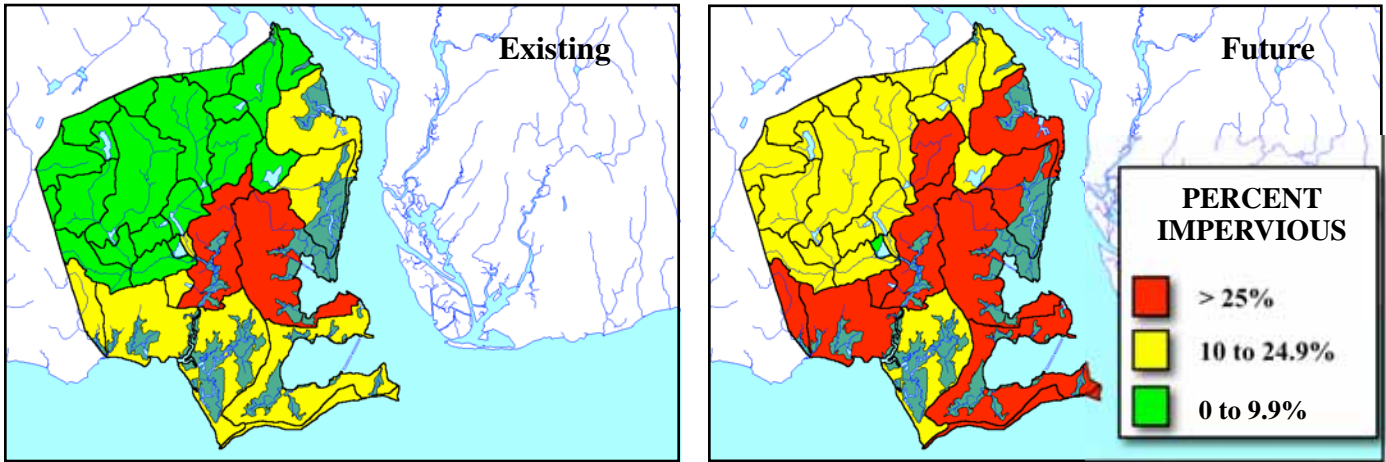 Existing
Future
PERCENT
IMPERVIOUS
> 25%
10 to 24.9%
0 to 9.9%